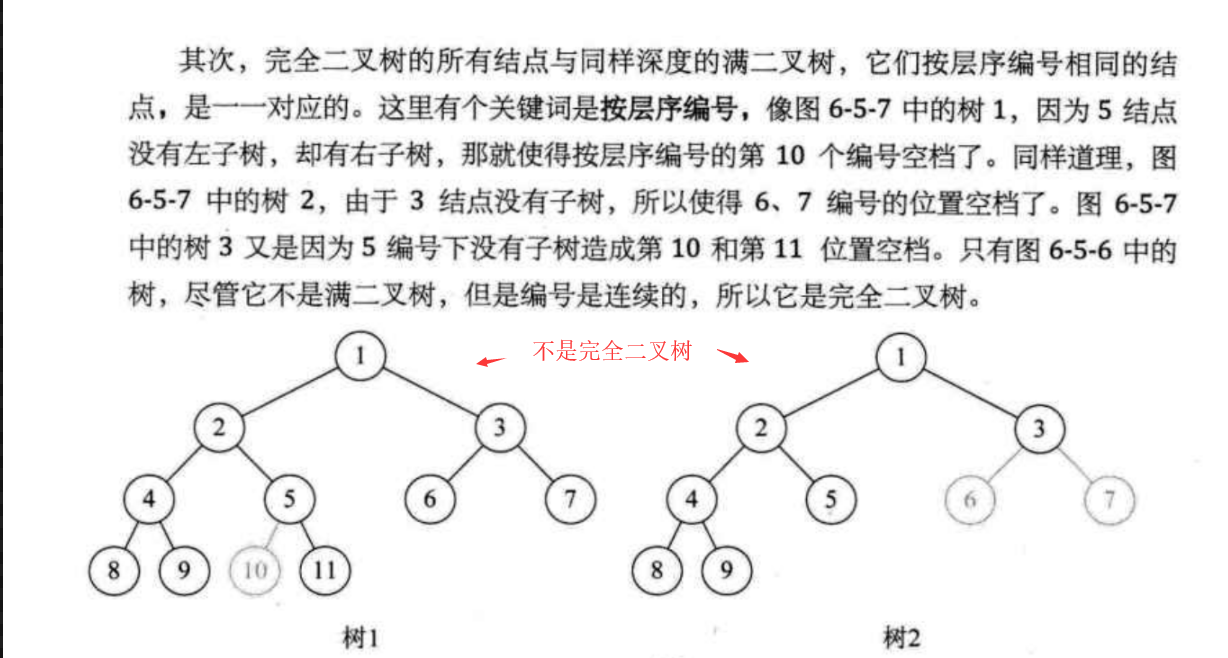 其次，完全二叉树的所有结点与同样深度的满二叉树，它们按层序编号相同的结
点，是一一对应的。这里有个关键词是按层序编号，像图 6-5-7 中的树 1，因为 5 结点
没有左子树，却有右子树，那就使得按层序编号的第 10 个编号空档了。同样道理，图
6-5-7 中的树 2，由于 3 结点没有子树，所以使得 6、7 编号的位置空档了。图 6-5-7
中的树 3 又是因为 5 编号下没有子树造成第 10 和第 11 位置空档。只有图 6-5-6 中的
树，尽管它不是满二叉树，但是编号是连续的，所以它是完全二叉树。
不是完全二叉树
1 1
2 3 2 3
4 5 6 7 4 5 6 7
8 9 10 11 8 9
树1 树2